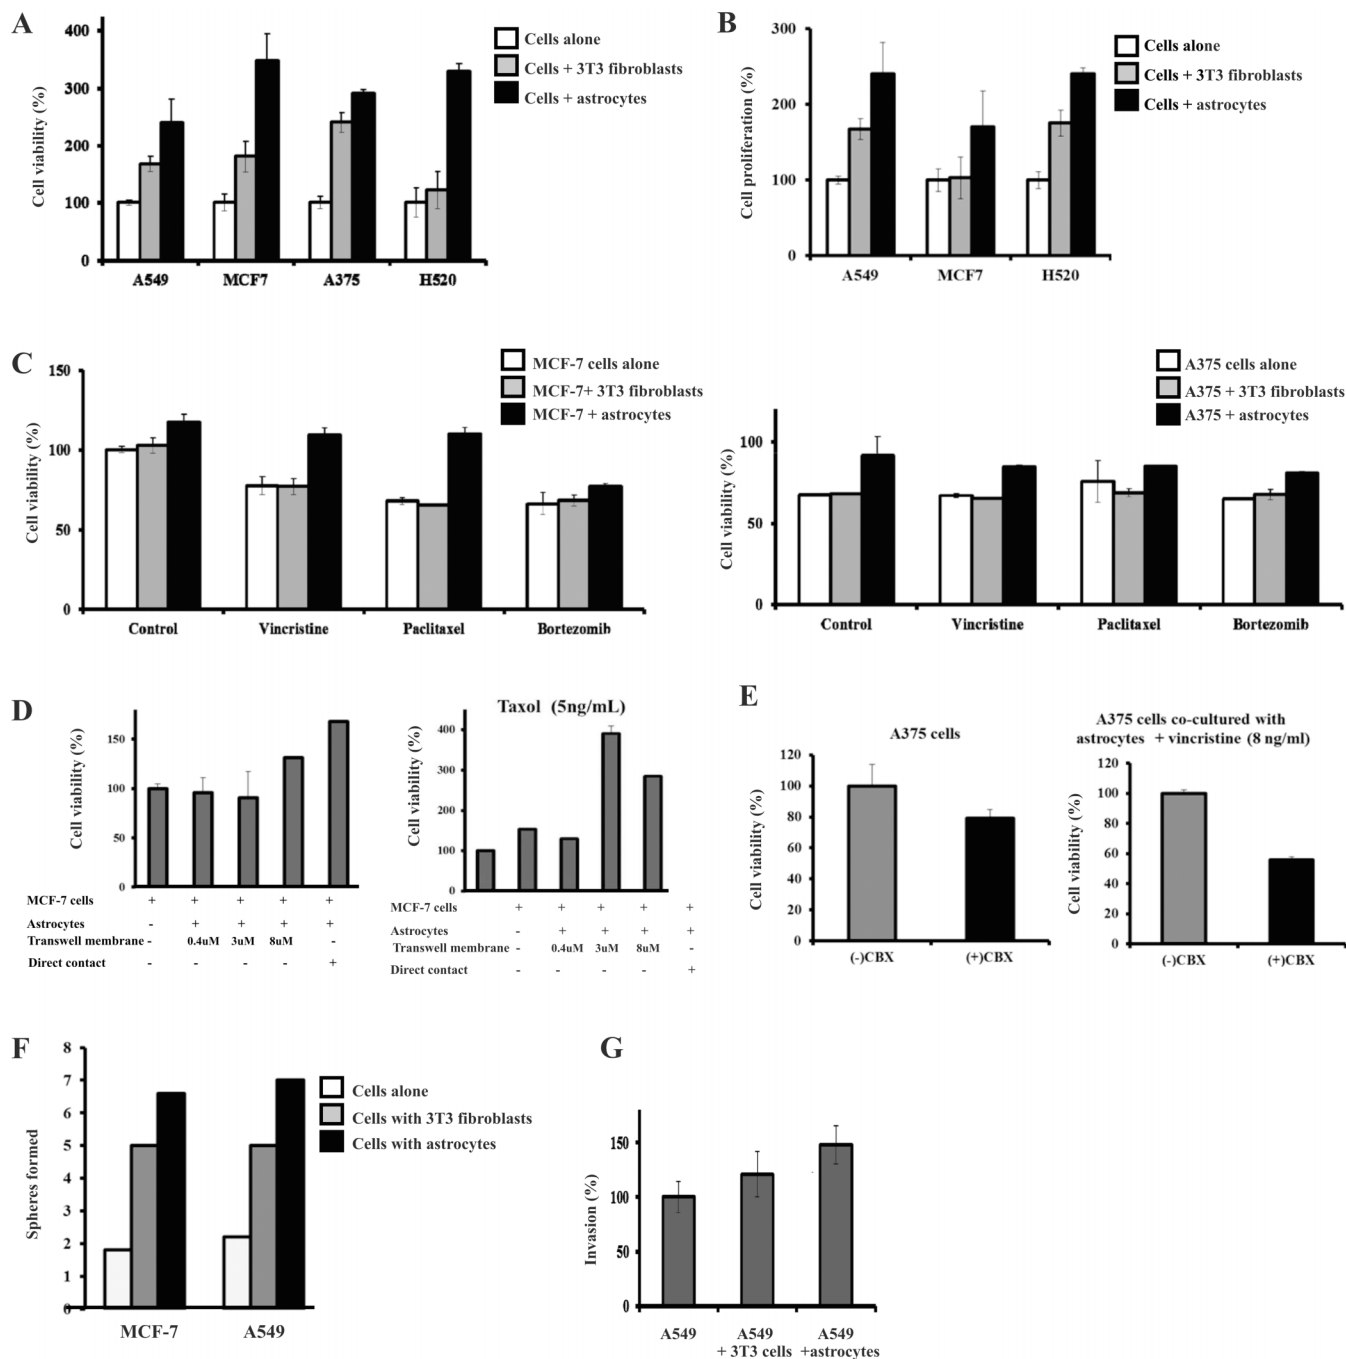 A
Cell viability (%)
400
300
200
100
0
A549 MCF7 A375 H520
Cells alone
Cells + 3T3 fibroblasts
Cells + astrocytes
B
Cell proliferation (%)
300
200
100
0
A549 MCF7 H520
Cells alone
Cells + 3T3 fibroblasts
Cells + astrocytes
C
Cell viability (%)
150
100
50
0
Control Vincristine Paclitaxel Bortezomib
MCF-7 cells alone
MCF-7+ 3T3 fibroblasts
MCF-7 + astrocytes
Cell viability (%)
100
50
0
Control Vincristine Paclitaxel Bortezomib
A375 cells alone
A375 + 3T3 fibroblasts
A375 + astrocytes
D
Cell viability (%)
150
100
50
0
MCF-7 cells + + + + +
Astrocytes - + + + +
Transwell membrane - 0.4uM 3uM 8uM -
Direct contact - - - - +
Taxol (5ng/mL)
Cell viability (%)
400
300
200
100
0
MCF-7 cells + + + + +
Astrocytes - + + + +
Transwell membrane - 0.4uM 3uM 8uM -
Direct contact - - - - +
E
A375 cells
Cell viability (%)
120
100
80
60
40
20
0
(-)CBX (+)CBX
A375 cells co-cultured with
astrocytes + vincristine (8 ng/ml)
Cell viability (%)
120
100
80
60
40
20
0
(-)CBX (+)CBX
F
Spheres formed
8
7
6
5
4
3
2
1
0
MCF-7 A549
Cells alone
Cells with 3T3 fibroblasts
Cells with astrocytes
G
Invasion (%)
150
100
50
0
A549 A549 A549
+ 3T3 cells +astrocytes